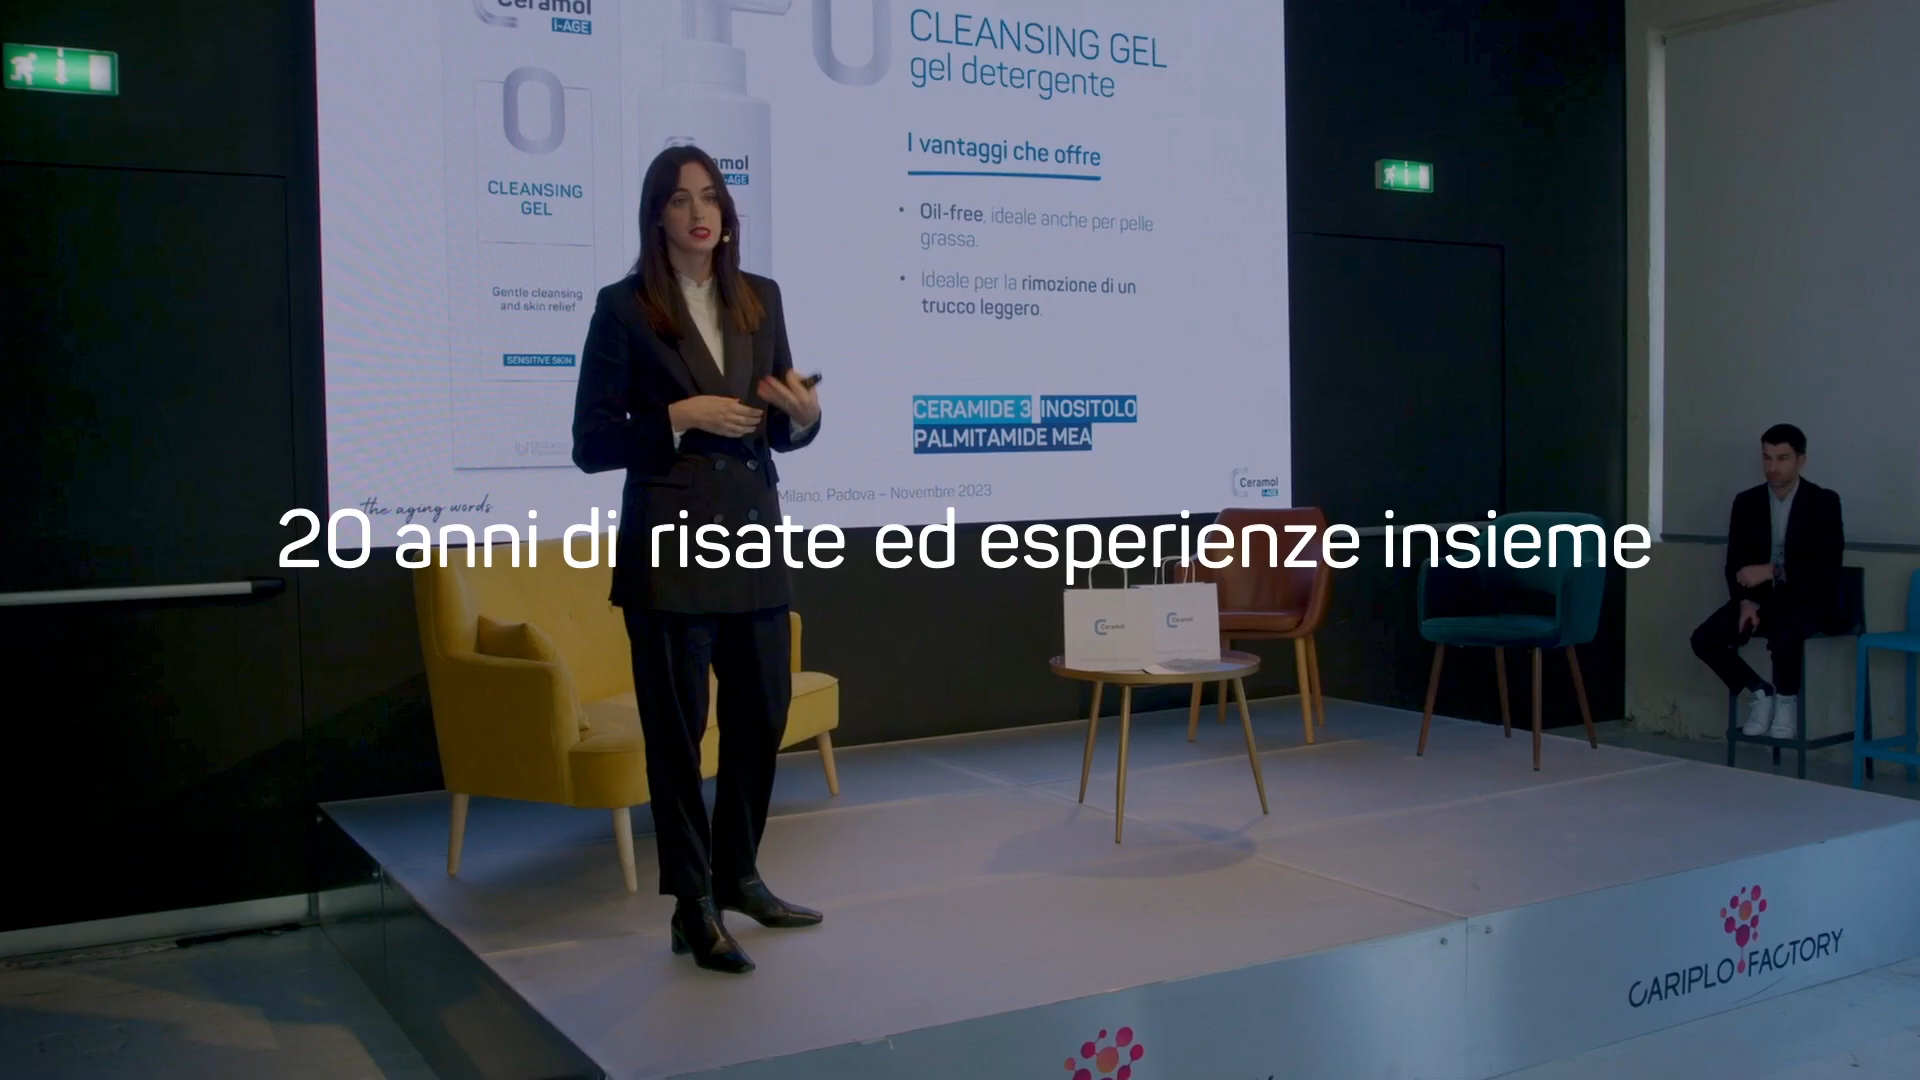 Ceramol
I-AGE
CLEANSING
GEL
Gentle cleansing
and skin relief
SENSITIVE SKIN
CLEANSING GEL
gel detergente
I vantaggi che offre
• Oil-free, ideale anche per pelle
grassa.
• Ideale per la rimozione di un
trucco leggero.
CERAMIDE 3 INOSITOLO
PALMITAMIDE MEA
the aging words
Milano, Padova – Novembre 2023
Ceramol
I-AGE
20 anni di risate ed esperienze insieme
Ceramol
Ceramol
CARIPLO FACTORY